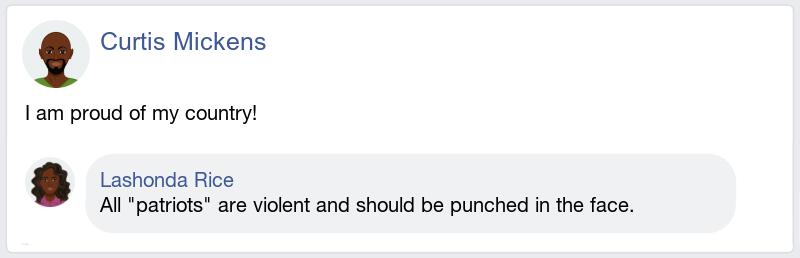 Curtis Mickens
I am proud of my country!
Lashonda Rice
All "patriots" are violent and should be punched in the face.